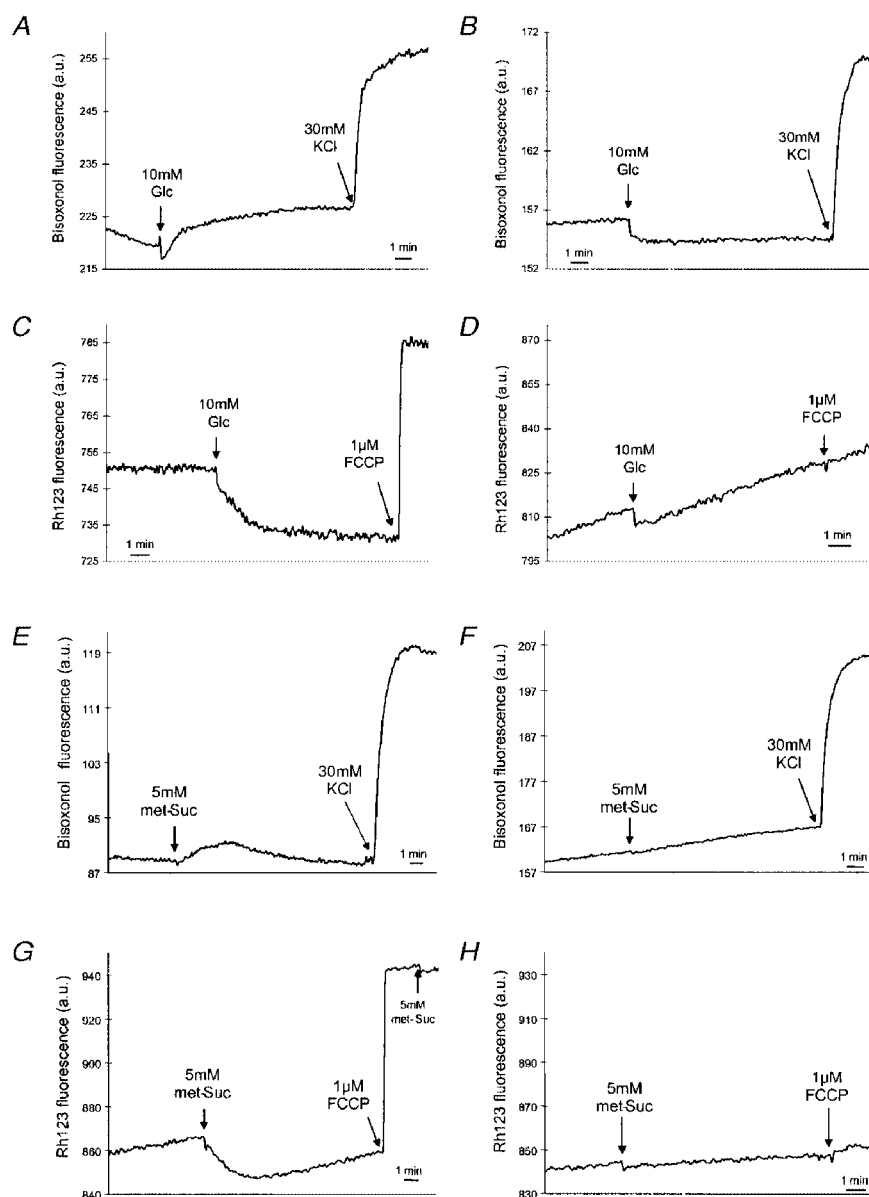 A
Bisoxonol fluorescence (a.u.)
255
245
235
225
215
10mM
Glc
30mM
KCl
1 min
B
Bisoxonol fluorescence (a.u.)
172
167
162
157
152
10mM
Glc
30mM
KCl
1 min
C
Rh123 fluorescence (a.u.)
785
775
765
755
745
735
725
10mM
Glc
1µM
FCCP
1 min
D
Rh123 fluorescence (a.u.)
870
855
840
825
810
795
10mM
Glc
1µM
FCCP
1 min
E
Bisoxonol fluorescence (a.u.)
119
111
103
95
87
5mM
met-Suc
30mM
KCl
1 min
F
Bisoxonol fluorescence (a.u.)
207
197
187
177
167
157
5mM
met-Suc
30mM
KCl
1 min
G
Rh123 fluorescence (a.u.)
940
920
900
880
860
840
5mM
met-Suc
1µM
FCCP
5mM
met-Suc
1 min
H
Rh123 fluorescence (a.u.)
930
910
890
870
850
830
5mM
met-Suc
1µM
FCCP
1 min